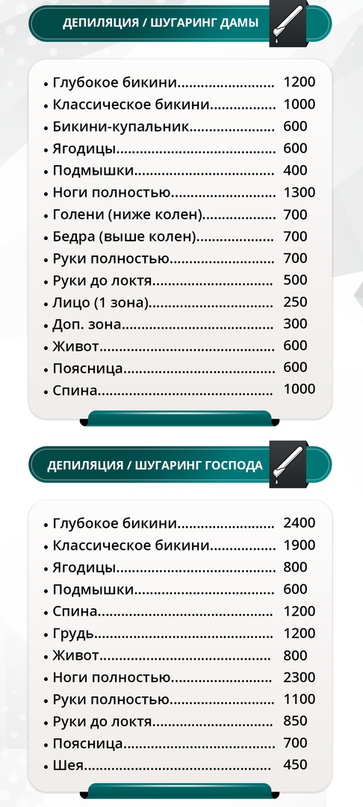 ДЕПИЛЯЦИЯ / ШУГАРИНГ ДАМЫ
• Глубокое бикини........................ 1200
• Классическое бикини................ 1000
• Бикини-купальник..................... 600
• Ягодицы........................................ 600
• Подмышки................................... 400
• Ноги полностью......................... 1300
• Голени (ниже колен).................. 700
• Бедра (выше колен)................... 700
• Руки полностью.......................... 700
• Руки до локтя.............................. 500
• Лицо (1 зона)............................... 250
• Доп. зона...................................... 300
• Живот........................................... 600
• Поясница..................................... 600
• Спина........................................... 1000
ДЕПИЛЯЦИЯ / ШУГАРИНГ ГОСПОДА
• Глубокое бикини........................ 2400
• Классическое бикини................ 1900
• Ягодицы....................................... 800
• Подмышки................................... 600
• Спина............................................ 1200
• Грудь............................................. 1200
• Живот........................................... 800
• Ноги полностью......................... 2300
• Руки полностью.......................... 1100
• Руки до локтя.............................. 850
• Поясница..................................... 700
• Шея................................................ 450